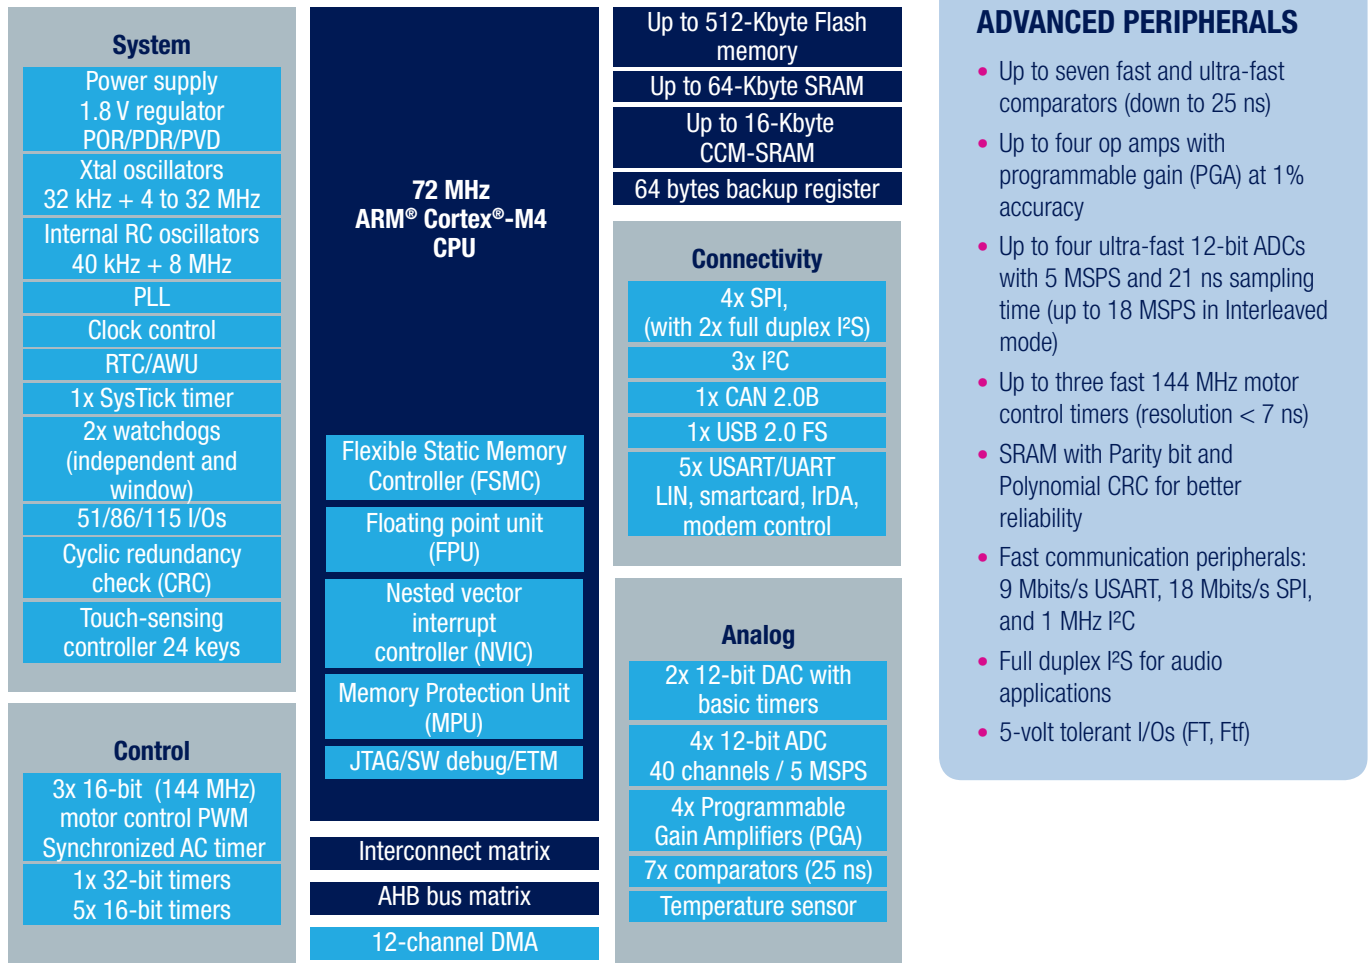 System
Power supply
1.8 V regulator
POR/PDR/PVD
Xtal oscillators
32 kHz + 4 to 32 MHz
Internal RC oscillators
40 kHz + 8 MHz
PLL
Clock control
RTC/AWU
1x SysTick timer
2x watchdogs
(independent and
window)
51/86/115 I/Os
Cyclic redundancy
check (CRC)
Touch-sensing
controller 24 keys
Control
3x 16-bit (144 MHz)
motor control PWM
Synchronized AC timer
1x 32-bit timers
5x 16-bit timers
72 MHz
ARM® Cortex®-M4
CPU
Flexible Static Memory
Controller (FSMC)
Floating point unit
(FPU)
Nested vector
interrupt
controller (NVIC)
Memory Protection Unit
(MPU)
JTAG/SW debug/ETM
Interconnect matrix
AHB bus matrix
12-channel DMA
Up to 512-Kbyte Flash
memory
Up to 64-Kbyte SRAM
Up to 16-Kbyte
CCM-SRAM
64 bytes backup register
Connectivity
4x SPI,
(with 2x full duplex I²S)
3x I²C
1x CAN 2.0B
1x USB 2.0 FS
5x USART/UART
LIN, smartcard, IrDA,
modem control
Analog
2x 12-bit DAC with
basic timers
4x 12-bit ADC
40 channels / 5 MSPS
4x Programmable
Gain Amplifiers (PGA)
7x comparators (25 ns)
Temperature sensor
ADVANCED PERIPHERALS
• Up to seven fast and ultra-fast
comparators (down to 25 ns)
• Up to four op amps with
programmable gain (PGA) at 1%
accuracy
• Up to four ultra-fast 12-bit ADCs
with 5 MSPS and 21 ns sampling
time (up to 18 MSPS in Interleaved
mode)
• Up to three fast 144 MHz motor
control timers (resolution < 7 ns)
• SRAM with Parity bit and
Polynomial CRC for better
reliability
• Fast communication peripherals:
9 Mbits/s USART, 18 Mbits/s SPI,
and 1 MHz I²C
• Full duplex I²S for audio
applications
• 5-volt tolerant I/Os (FT, Ftf)